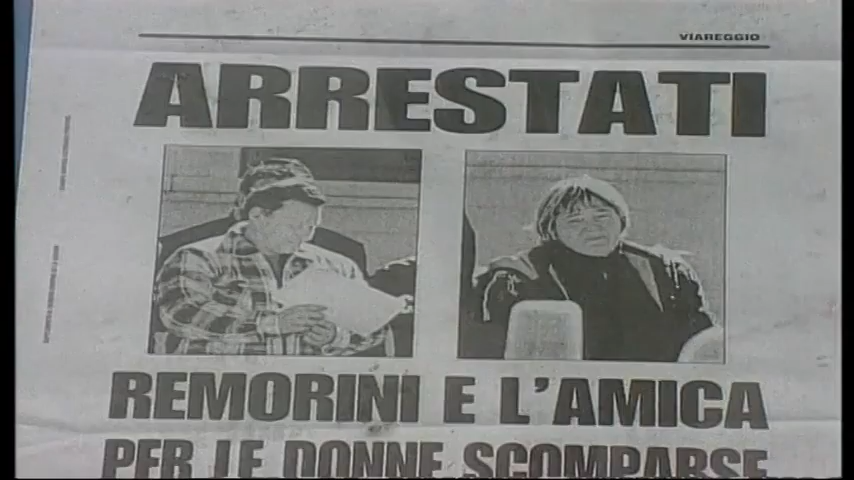 VIAREGGIO
ARRESTATI
REMORINI E L'AMICA
PER LE DONNE SCOMPARSE